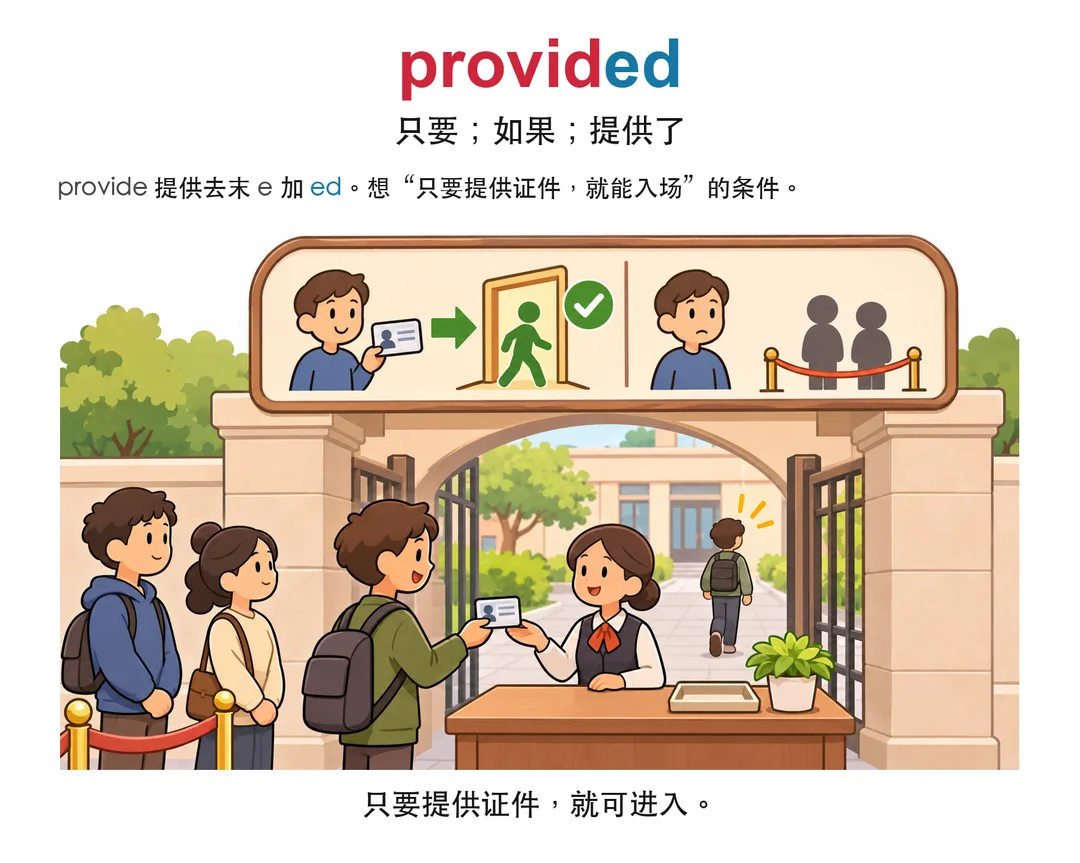 provided
只要；如果；提供了
provide 提供去末 e 加 ed。想“只要提供证件，就能入场”的条件。
只要提供证件，就可进入。